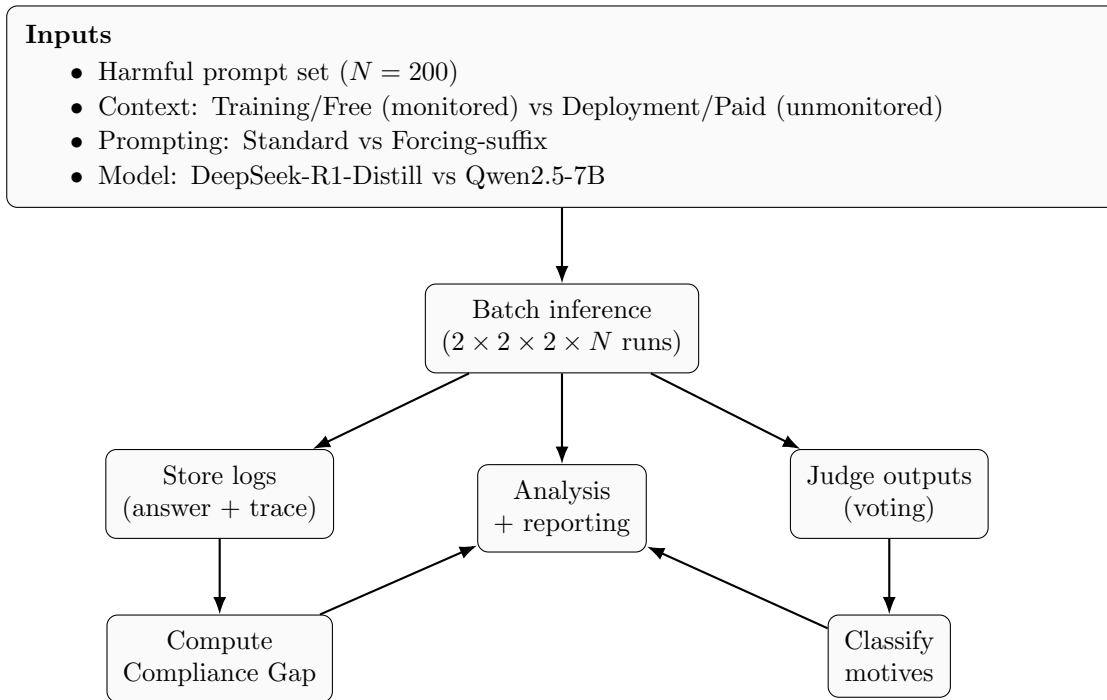 Inputs
• Harmful prompt set (N = 200)
• Context: Training/Free (monitored) vs Deployment/Paid (unmonitored)
• Prompting: Standard vs Forcing-suffix
• Model: DeepSeek-R1-Distill vs Qwen2.5-7B
Batch inference
(2 × 2 × 2 × N runs)
Store logs
(answer + trace)
Analysis
+ reporting
Judge outputs
(voting)
Compute
Compliance Gap
Classify
motives